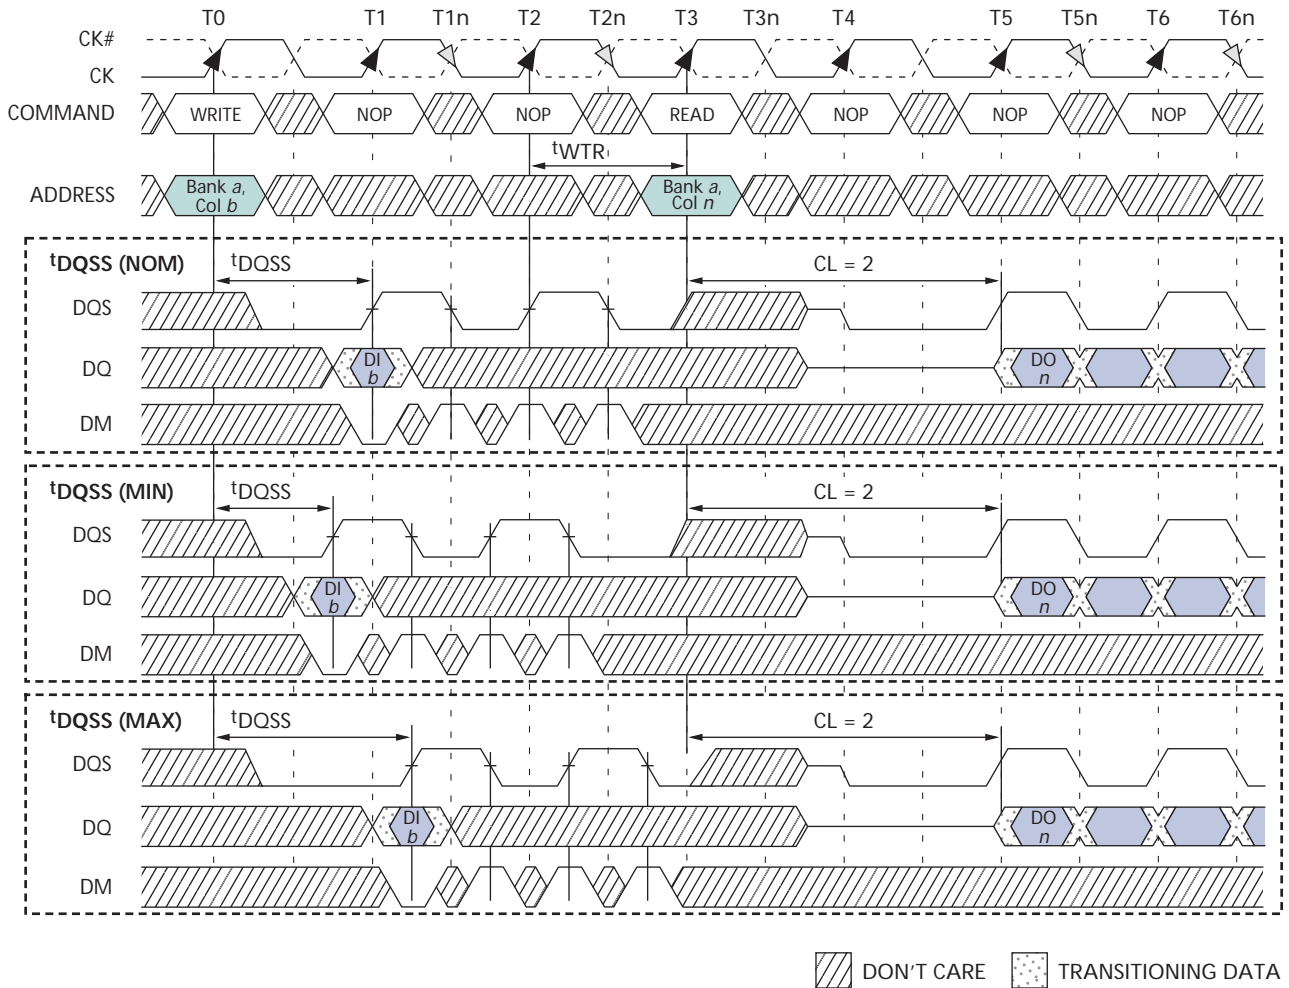 T0 T1 T1n T2 T2n T3 T3n T4 T5 T5n T6 T6n
CK#
CK
COMMAND WRITE NOP NOP READ NOP NOP NOP
tWTR
ADDRESS Bank a, Col b Bank a, Col n
tDQSS (NOM) tDQSS CL = 2
DQS
DQ DI b DO n
DM
tDQSS (MIN) tDQSS CL = 2
DQS
DQ DI b DO n
DM
tDQSS (MAX) tDQSS CL = 2
DQS
DQ DI b DO n
DM
DON'T CARE TRANSITIONING DATA